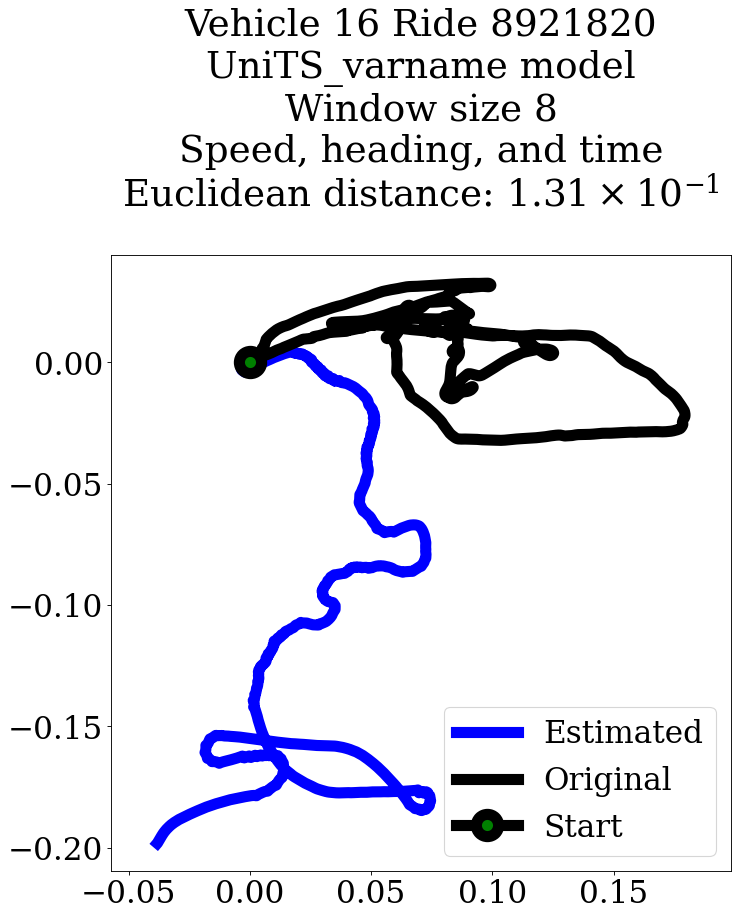 Vehicle 16 Ride 8921820
UniTS_varname model
Window size 8
Speed, heading, and time
Euclidean distance: 1.31 × 10⁻¹
0.00
−0.05
−0.10
−0.15
−0.20
−0.05
0.00
0.05
0.10
0.15
Estimated
Original
Start